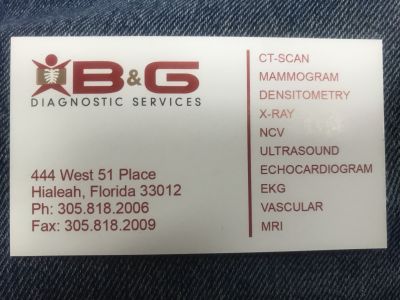 B&G
DIAGNOSTIC SERVICES
444 West 51 Place
Hialeah, Florida 33012
Ph: 305.818.2006
Fax: 305.818.2009
CT-SCAN
MAMMOGRAM
DENSITOMETRY
X-RAY
NCV
ULTRASOUND
ECHOCARDIOGRAM
EKG
VASCULAR
MRI